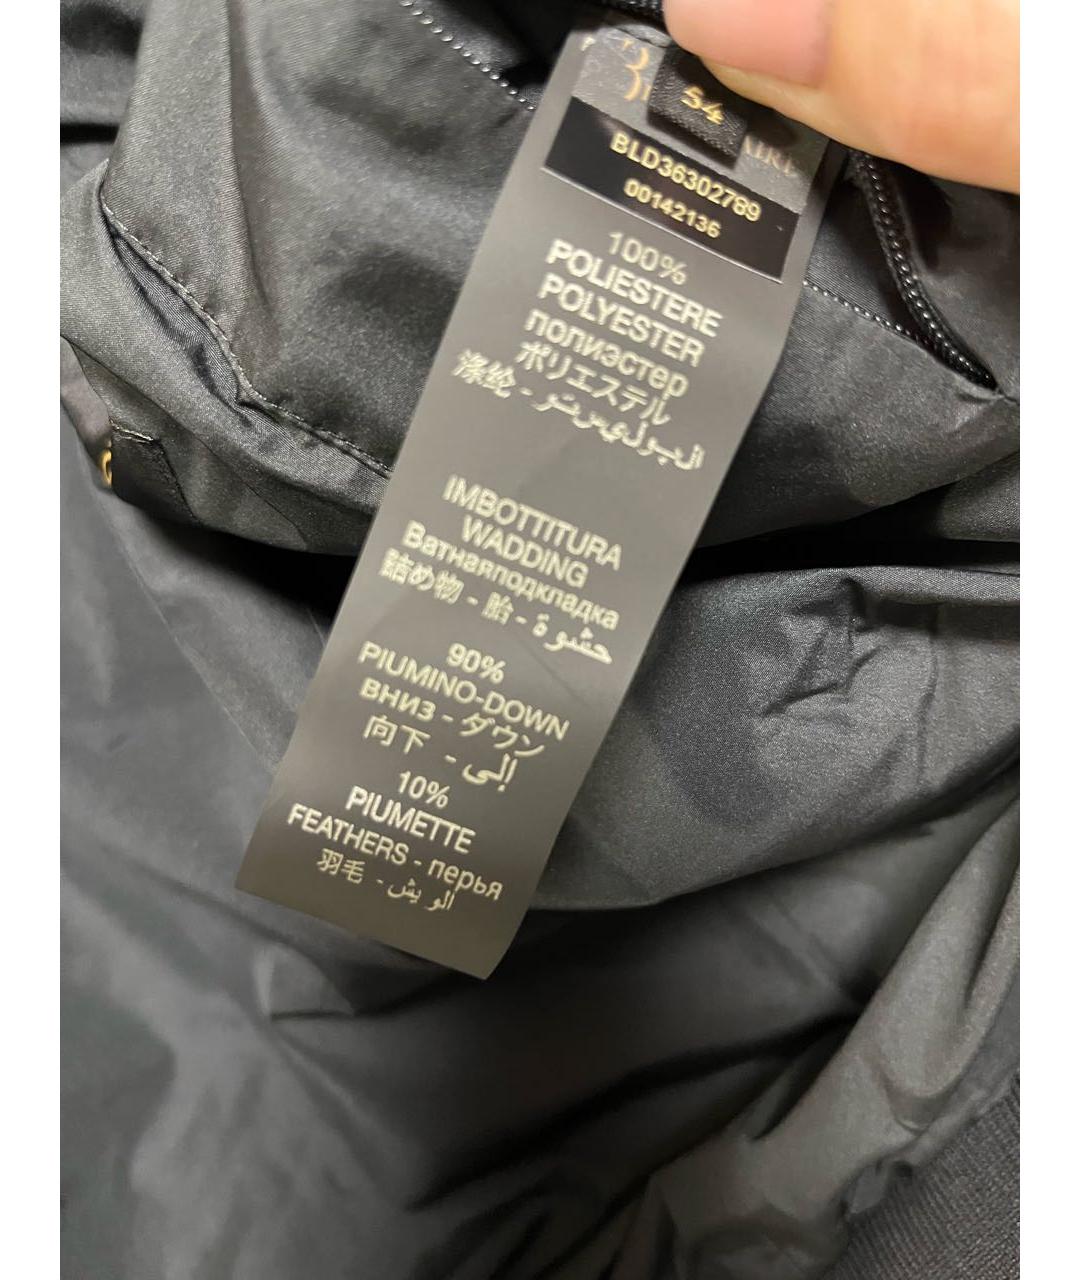 54
BLD36302789
00142136
100%
POLIESTERE
POLYESTER
полиэстер
ポリエステル
涤纶 - البوليسريتو
IMBOTTITURA
WADDING
Ватнаяподкладка
詰め物 - 胎 - حشوة
90%
PIUMINO-DOWN
вниз - ダウン
向下 - إلى
10%
PIUMETTE
FEATHERS - перья
羽毛 - الويش